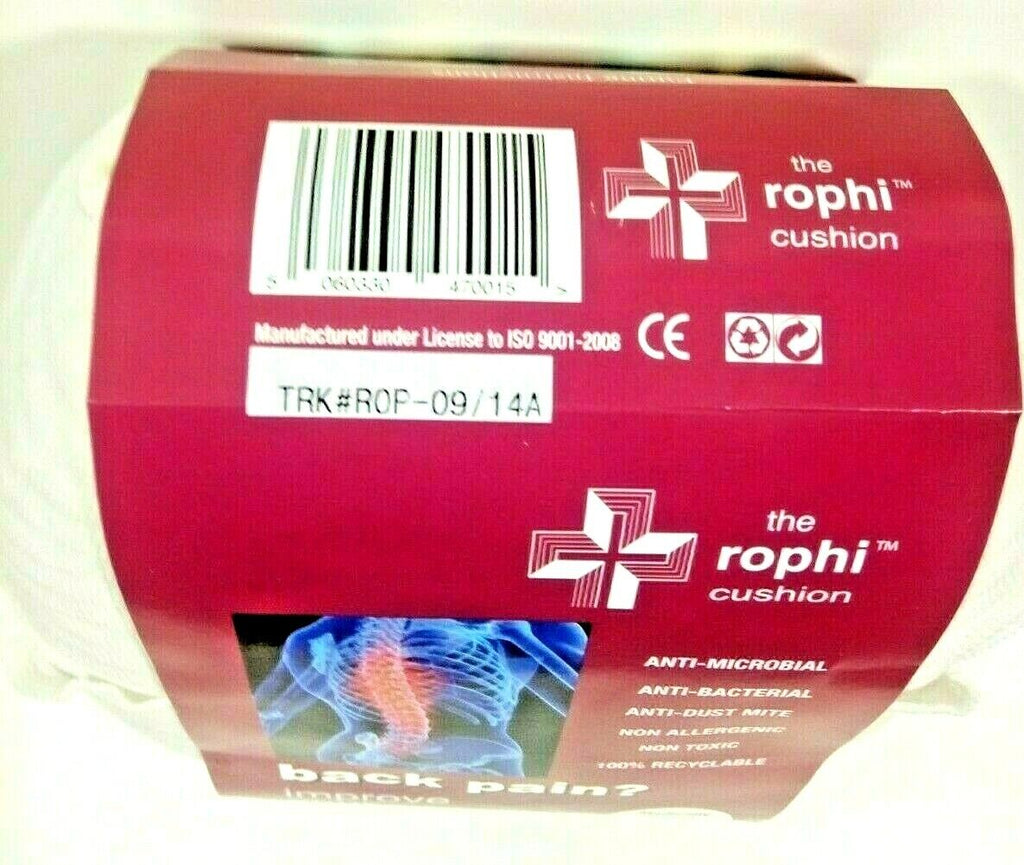 the
rophi™
cushion
5 060330 470015 >
Manufactured under License to ISO 9001-2008
CE
TRK#ROP-09/14A
the
rophi™
cushion
ANTI-MICROBIAL
ANTI-BACTERIAL
ANTI-DUST MITE
NON ALLERGENIC
NON TOXIC
100% RECYCLABLE
back pain?
improve